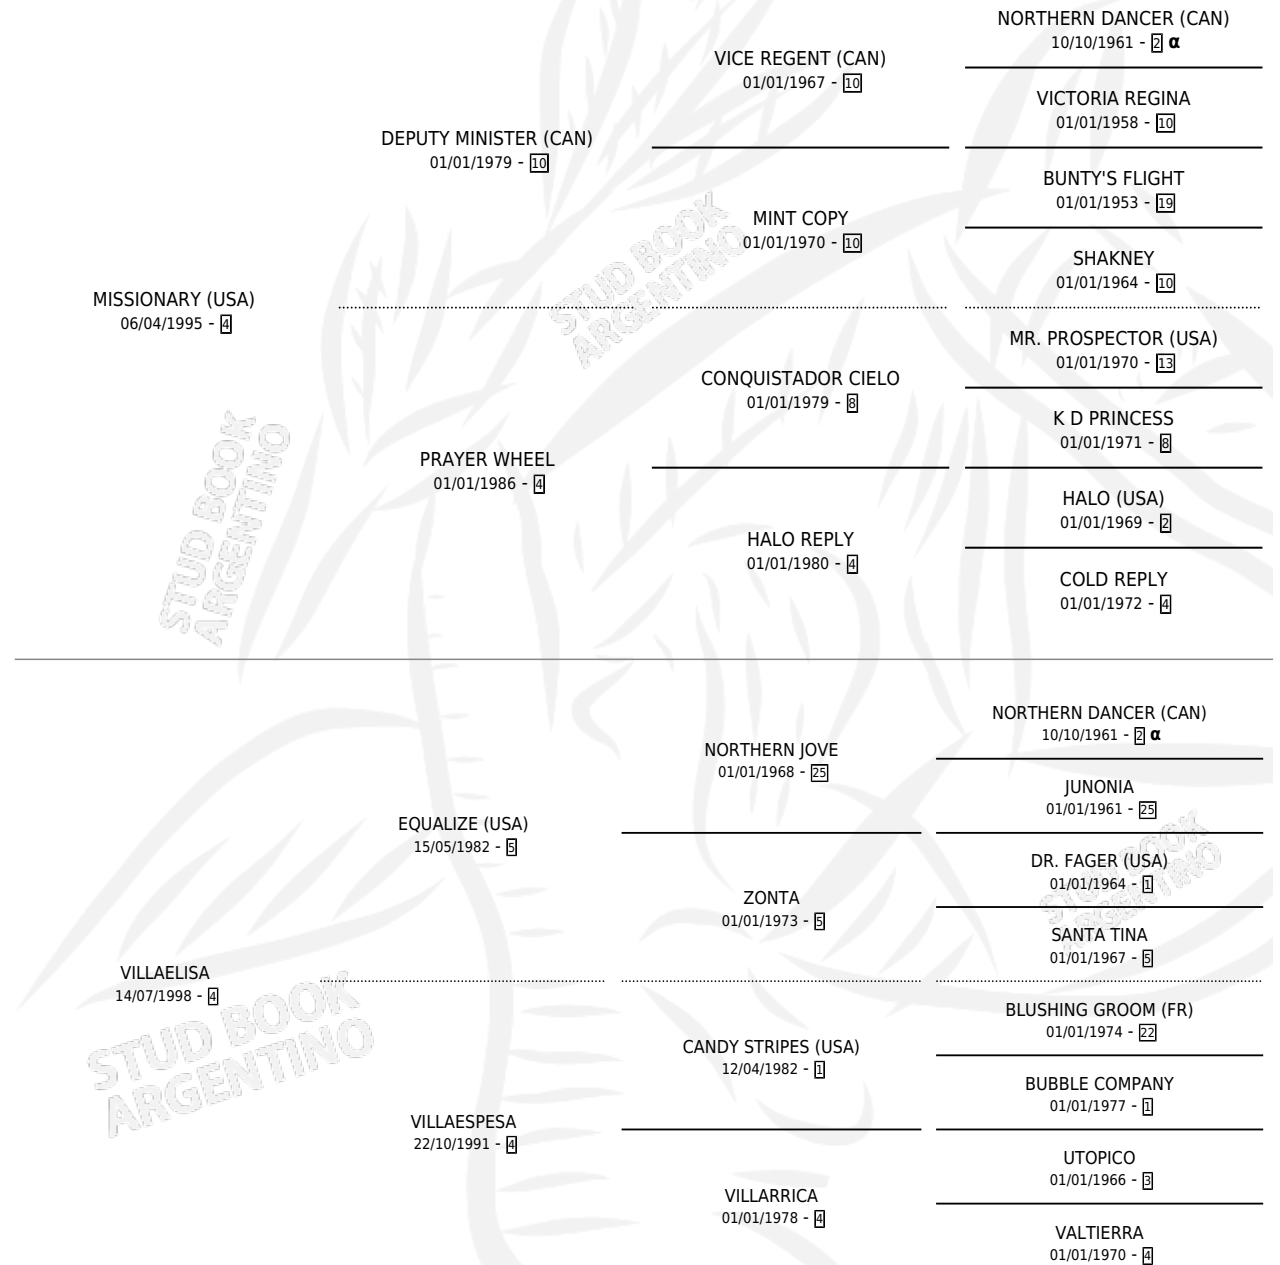 NORTHERN DANCER (CAN)
10/10/1961 - 2 α
VICE REGENT (CAN)
01/01/1967 - 10
VICTORIA REGINA
01/01/1958 - 10
DEPUTY MINISTER (CAN)
01/01/1979 - 10
BUNTY'S FLIGHT
01/01/1953 - 19
MINT COPY
01/01/1970 - 10
SHAKNEY
01/01/1964 - 10
MISSIONARY (USA)
06/04/1995 - 4
MR. PROSPECTOR (USA)
01/01/1970 - 13
CONQUISTADOR CIELO
01/01/1979 - 8
K D PRINCESS
01/01/1971 - 8
PRAYER WHEEL
01/01/1986 - 4
HALO (USA)
01/01/1969 - 2
HALO REPLY
01/01/1980 - 4
COLD REPLY
01/01/1972 - 4
NORTHERN DANCER (CAN)
10/10/1961 - 2 α
NORTHERN JOVE
01/01/1968 - 25
JUNONIA
01/01/1961 - 25
EQUALIZE (USA)
15/05/1982 - 5
DR. FAGER (USA)
01/01/1964 - 1
ZONTA
01/01/1973 - 5
SANTA TINA
01/01/1967 - 5
VILLAELISA
14/07/1998 - 4
BLUSHING GROOM (FR)
01/01/1974 - 22
CANDY STRIPES (USA)
12/04/1982 - 1
BUBBLE COMPANY
01/01/1977 - 1
VILLAESPESA
22/10/1991 - 4
UTOPICO
01/01/1966 - 3
VILLARRICA
01/01/1978 - 4
VALTIERRA
01/01/1970 - 4
STUD BOOK
ARGENTINO
STUD BOOK
ARGENTINO
STUD BOOK
ARGENTINO
STUD BOOK
ARGENTINO